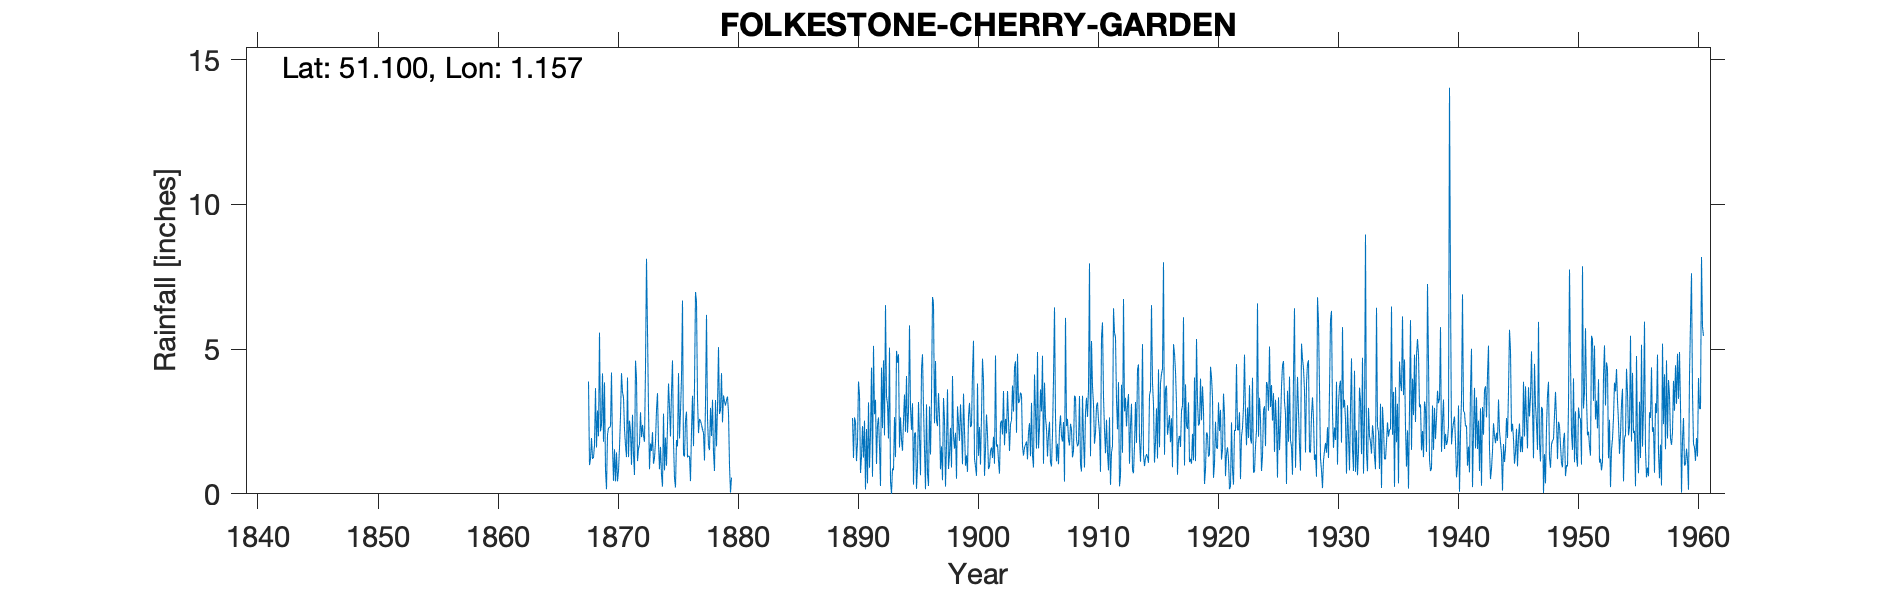 FOLKESTONE-CHERRY-GARDEN
Lat: 51.100, Lon: 1.157
15
10
5
0
Rainfall [inches]
1840 1850 1860 1870 1880 1890 1900 1910 1920 1930 1940 1950 1960
Year